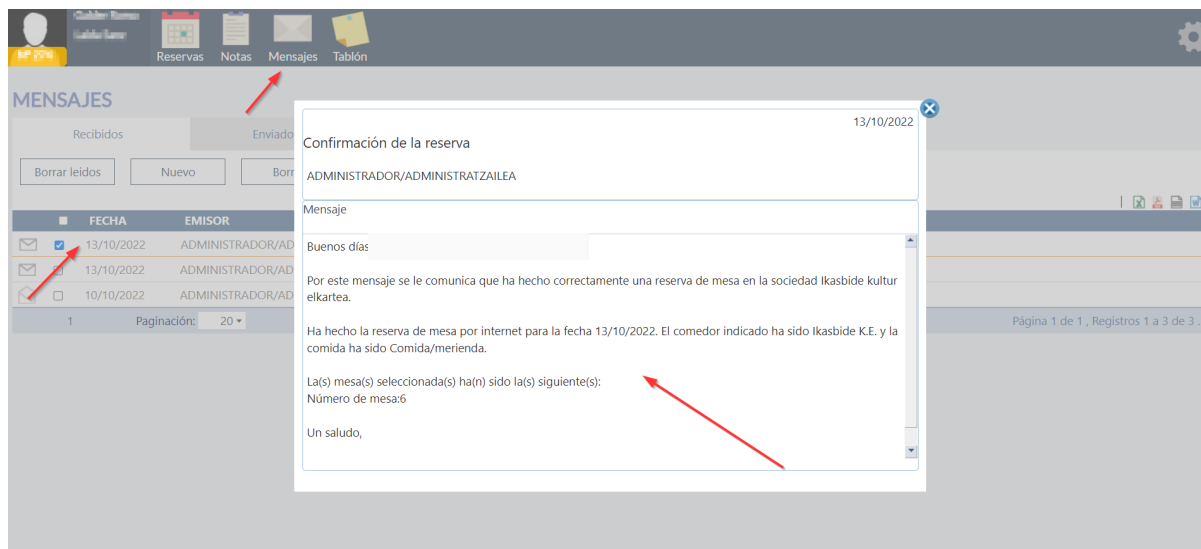 Reservas Notas Mensajes Tablón
MENSAJES
Recibidos
Borrar leidos Nuevo
FECHA EMISOR
13/10/2022 ADMINISTRADOR/AD
13/10/2022 ADMINISTRADOR/AD
10/10/2022 ADMINISTRADOR/AD
1 Paginación: 20
Página 1 de 1 , Registros 1 a 3 de 3 .
13/10/2022
Confirmación de la reserva
ADMINISTRADOR/ADMINISTRATZAILEA
Mensaje
Buenos días
Por este mensaje se le comunica que ha hecho correctamente una reserva de mesa en la sociedad Ikasbide kultur
elkartea.
Ha hecho la reserva de mesa por internet para la fecha 13/10/2022. El comedor indicado ha sido Ikasbide K.E. y la
comida ha sido Comida/merienda.
La(s) mesa(s) seleccionada(s) ha(n) sido la(s) siguiente(s):
Número de mesa:6
Un saludo,